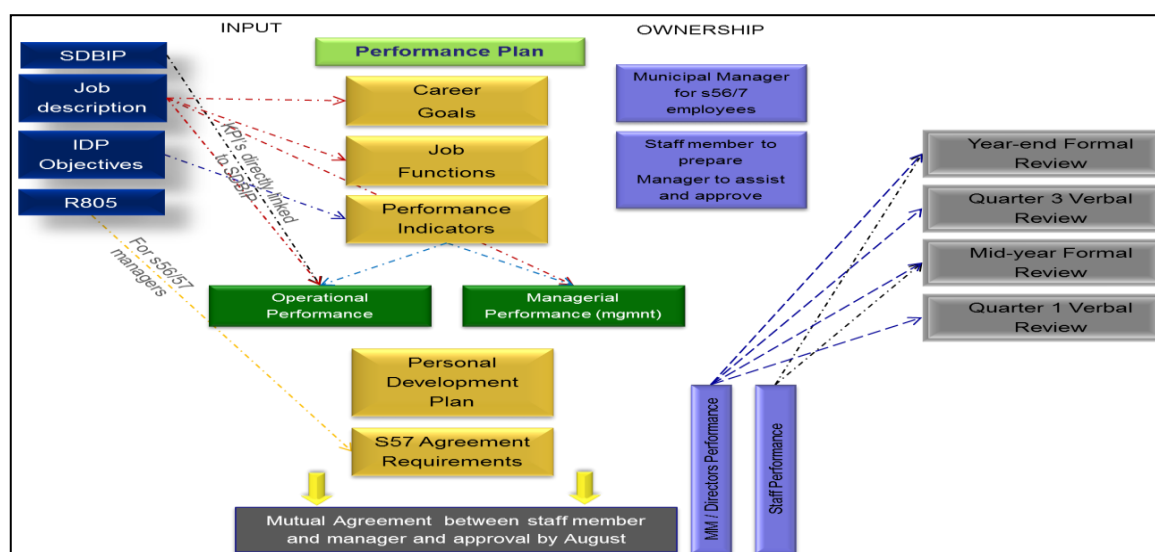 INPUT
OWNERSHIP
Performance Plan
SDBIP
Job
description
IDP
Objectives
R805
KPI's directly linked
to SDBIP
For s56/57
managers
Career
Goals
Job
Functions
Performance
Indicators
Operational
Performance
Managerial
Performance (mgmnt)
Personal
Development
Plan
S57 Agreement
Requirements
Mutual Agreement between staff member
and manager and approval by August
Municipal Manager
for s56/7
employees
Staff member to
prepare
Manager to assist
and approve
MM / Directors Performance
Staff Performance
Year-end Formal
Review
Quarter 3 Verbal
Review
Mid-year Formal
Review
Quarter 1 Verbal
Review